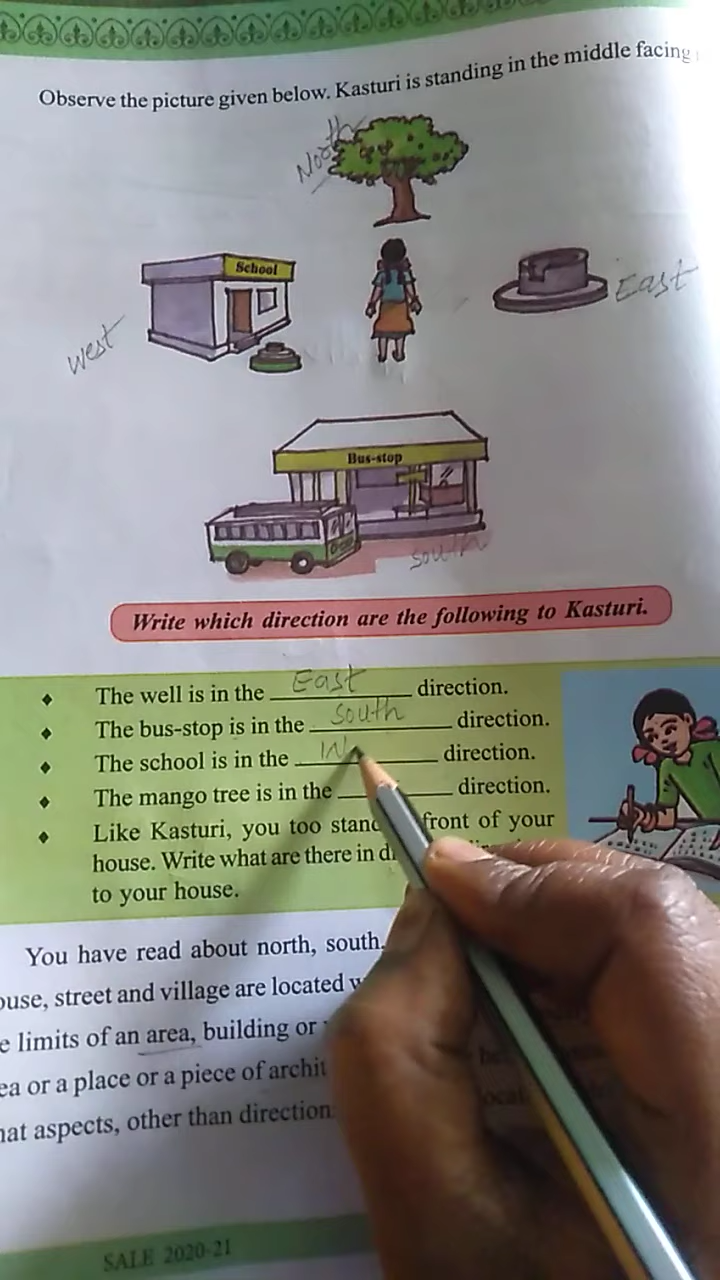 Observe the picture given below. Kasturi is standing in the middle facing
North
School
East
west
Bus-stop
south
Write which direction are the following to Kasturi.
The well is in the East direction.
The bus-stop is in the south direction.
The school is in the W direction.
The mango tree is in the direction.
Like Kasturi, you too stand front of your
house. Write what are there in
to your house.
You have read about north, south.
ouse, street and village are located
e limits of an area, building or
ea or a place or a piece of archit
hat aspects, other than direction
SALE 2020-21